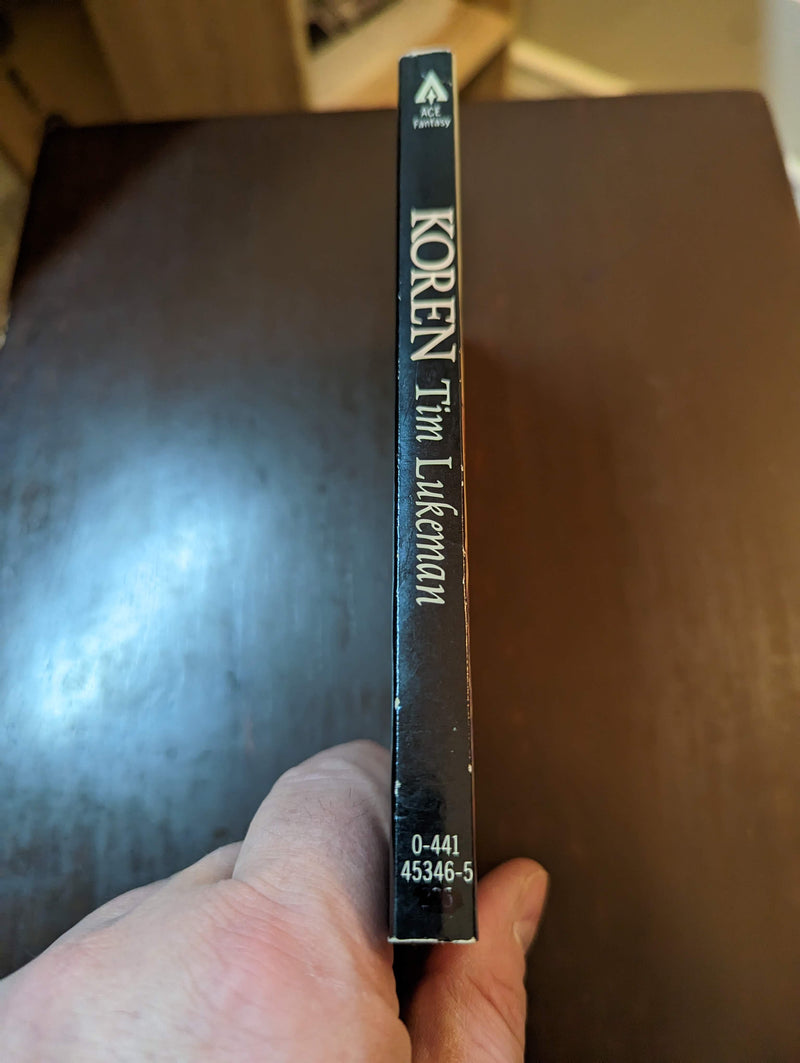 ACE
Fantasy
KOREN Tim Lukeman
0-441
45346-5